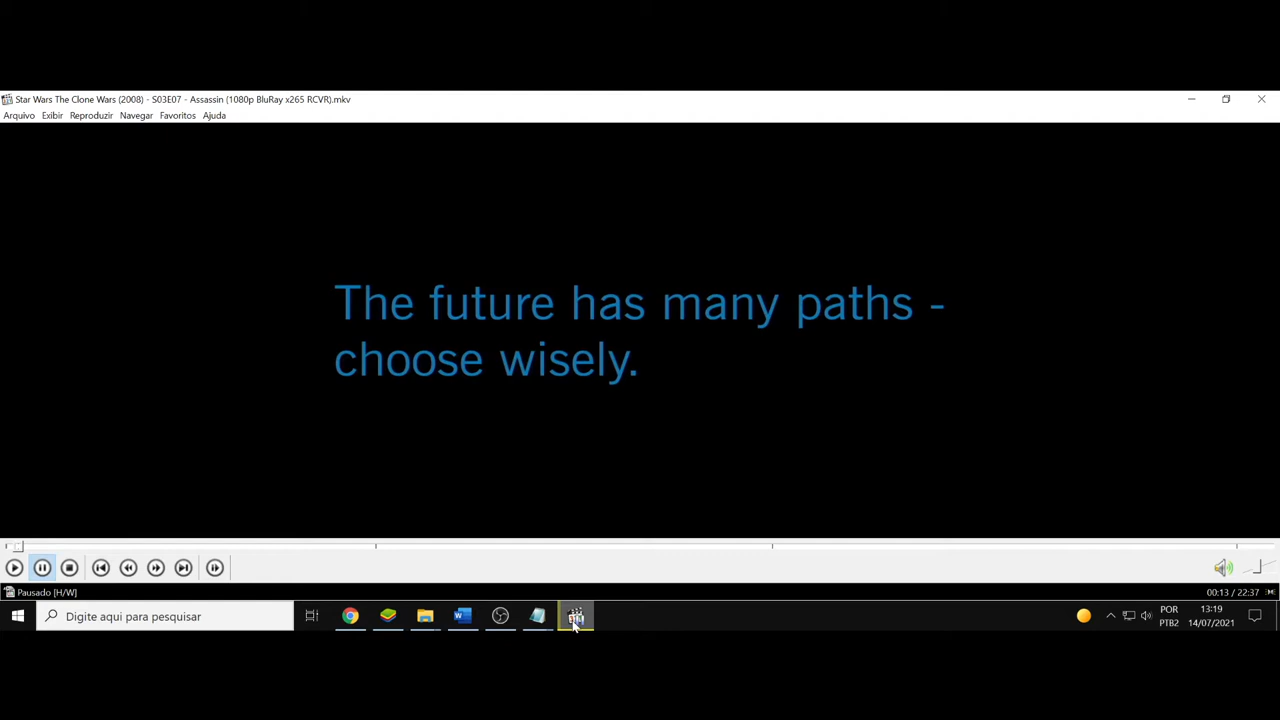 Star Wars The Clone Wars (2008) - S03E07 - Assassin (1080p BluRay x265 RCVR).mkv
Arquivo Exibir Reproduzir Navegar Favoritos Ajuda
The future has many paths -
choose wisely.
Pausado [H/W]
00:13 / 22:37
Digite aqui para pesquisar
POR
PTB2
13:19
14/07/2021